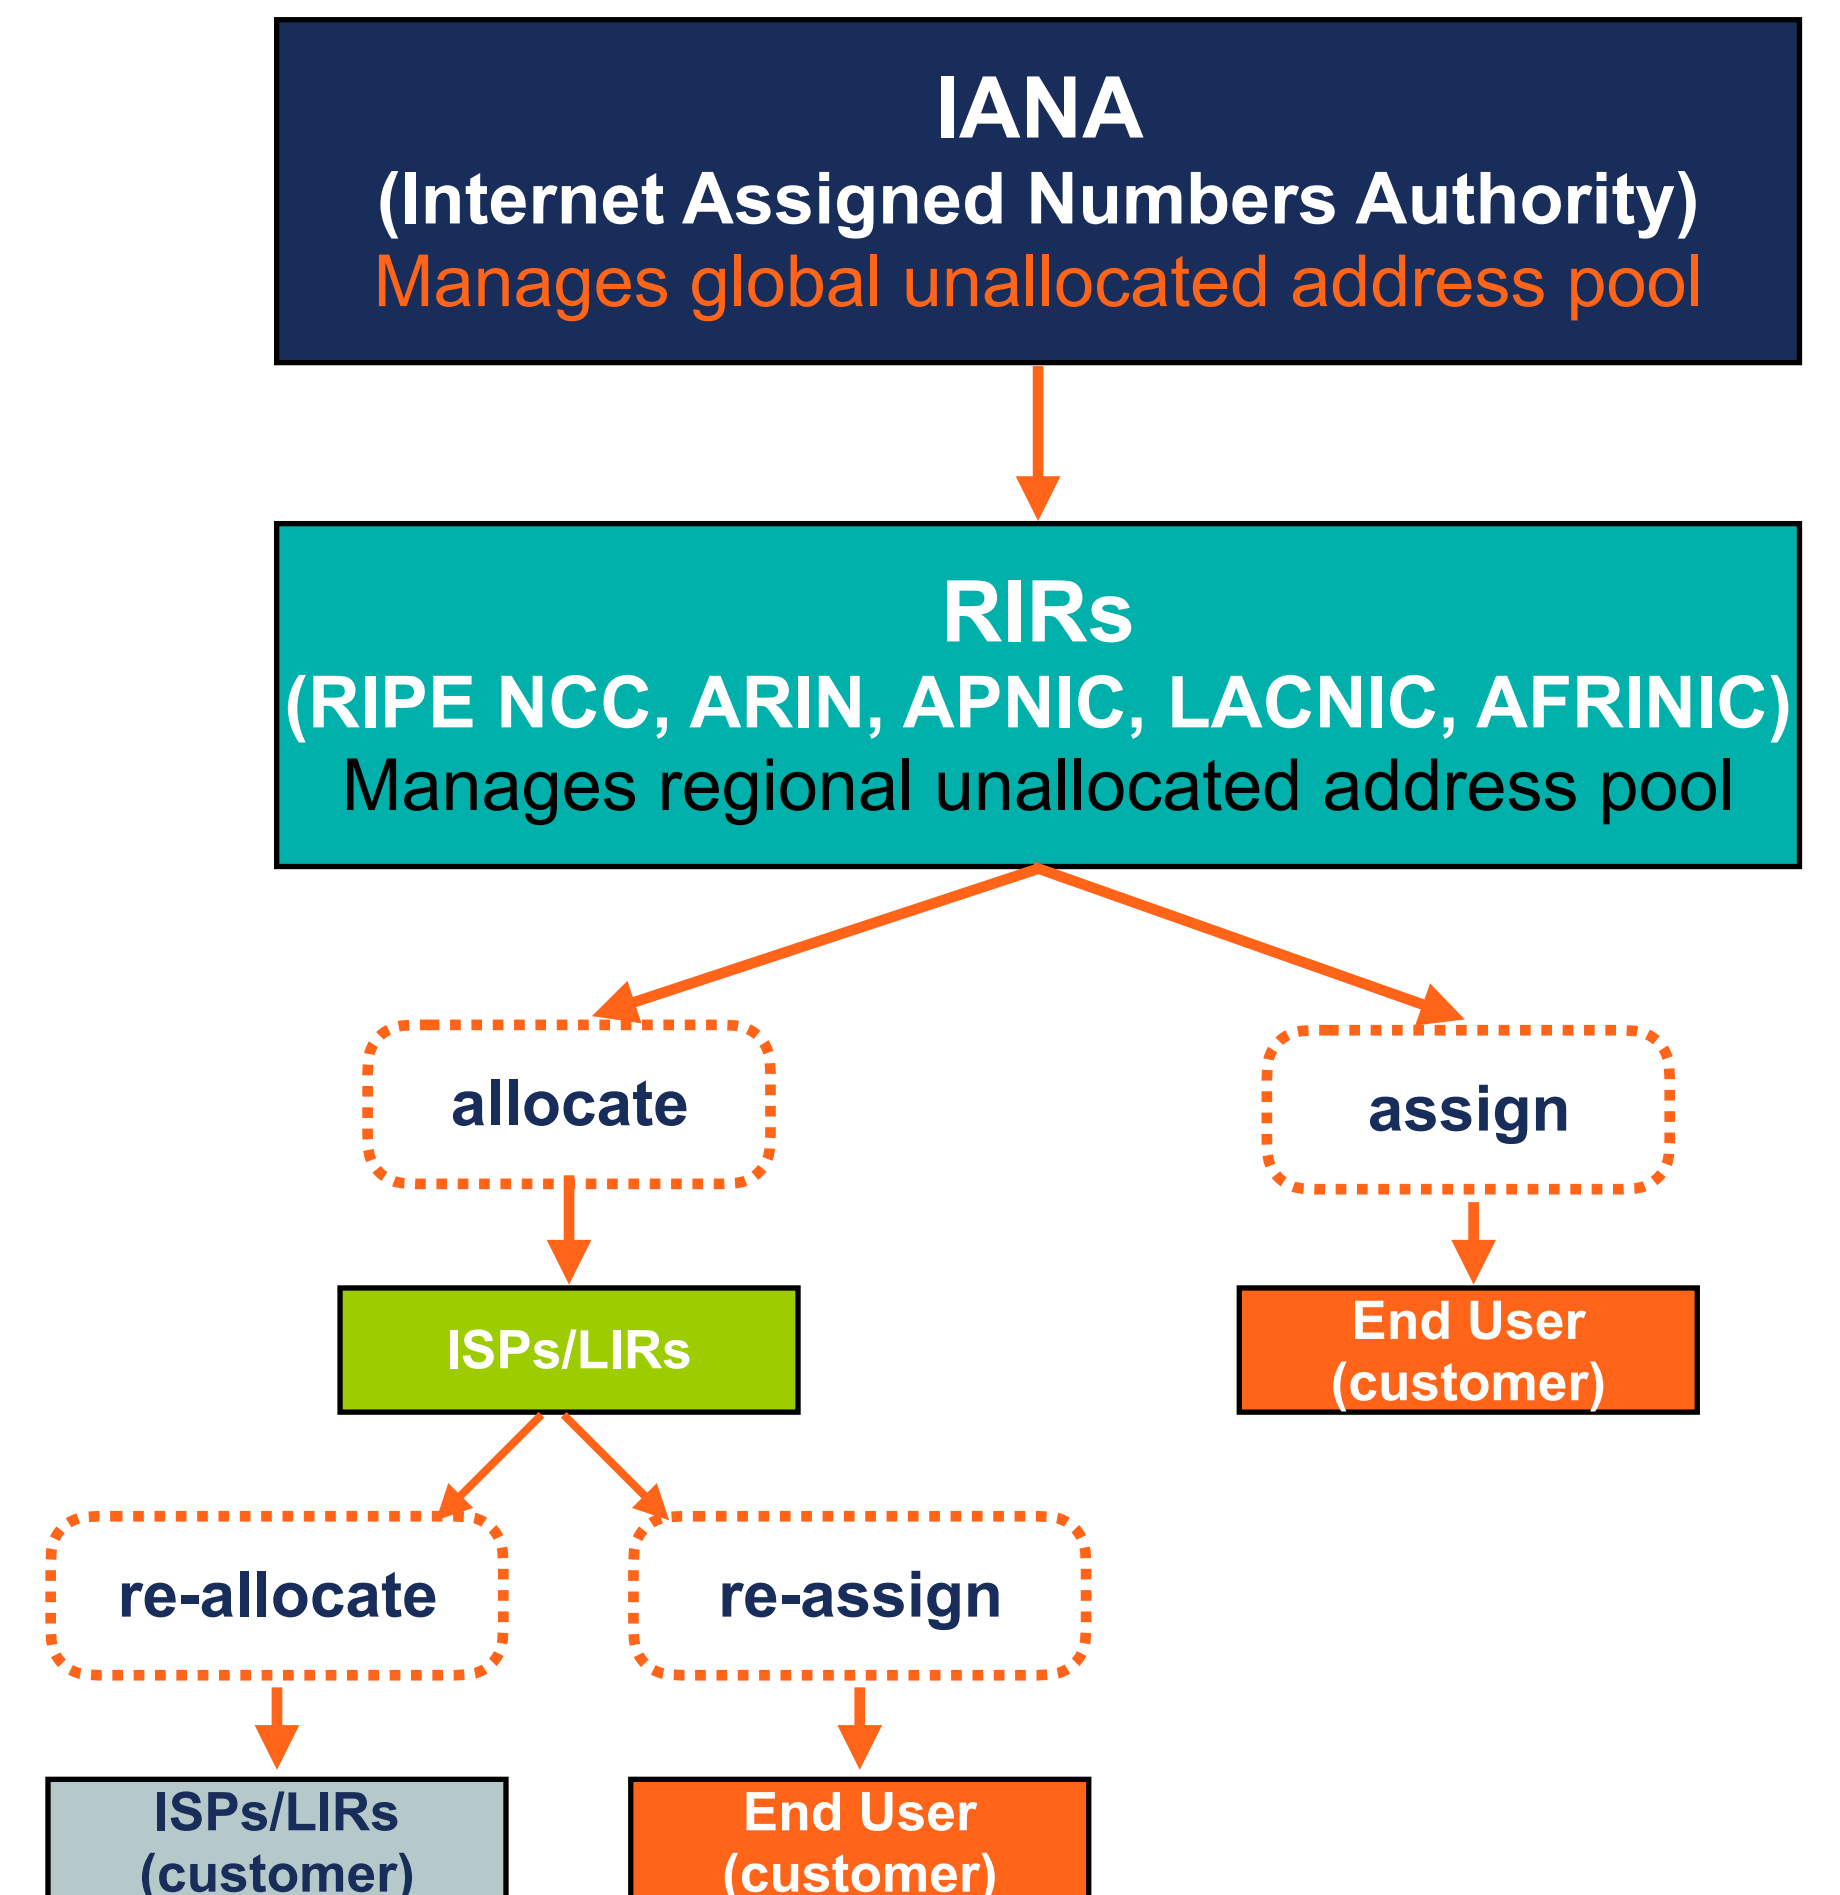 IANA
(Internet Assigned Numbers Authority)
Manages global unallocated address pool
RIRs
(RIPE NCC, ARIN, APNIC, LACNIC, AFRINIC)
Manages regional unallocated address pool
allocate
assign
ISPs/LIRs
End User
(customer)
re-allocate
re-assign
ISPs/LIRs
(customer)
End User
(customer)